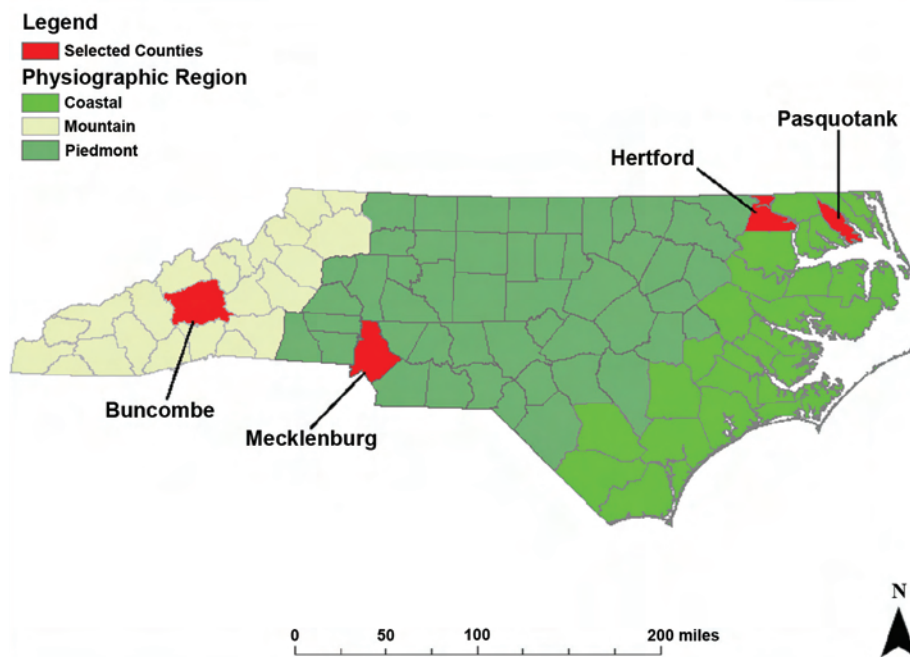 Legend
Selected Counties
Physiographic Region
Coastal
Mountain
Piedmont
Pasquotank
Hertford
Buncombe
Mecklenburg
N
0 50 100 200 miles